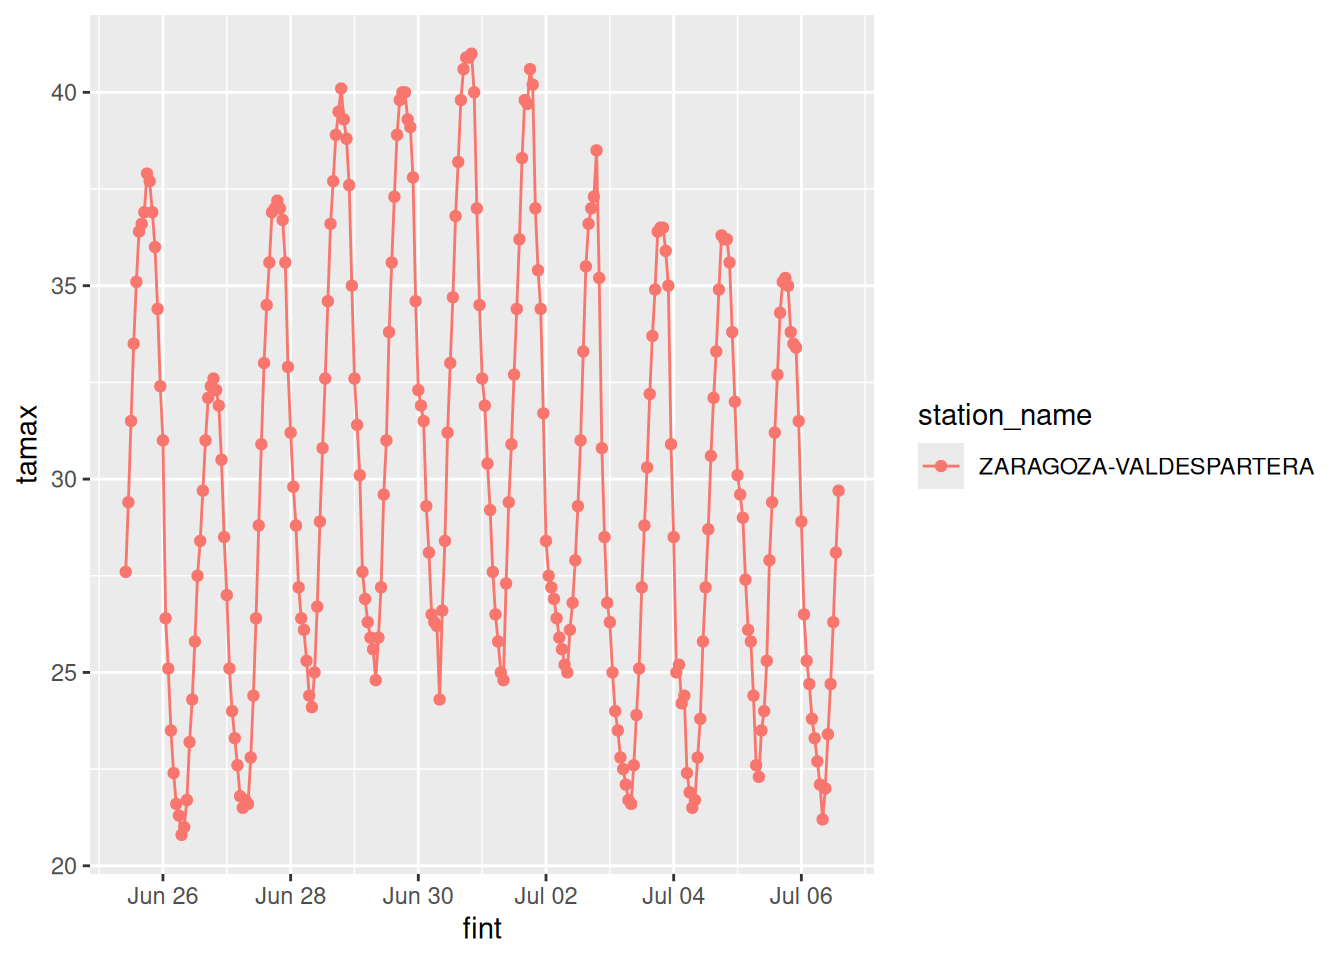 40
35
30
25
20
tamax
Jun 26 Jun 28 Jun 30 Jul 02 Jul 04 Jul 06
fint
station_name
ZARAGOZA-VALDESPARTERA